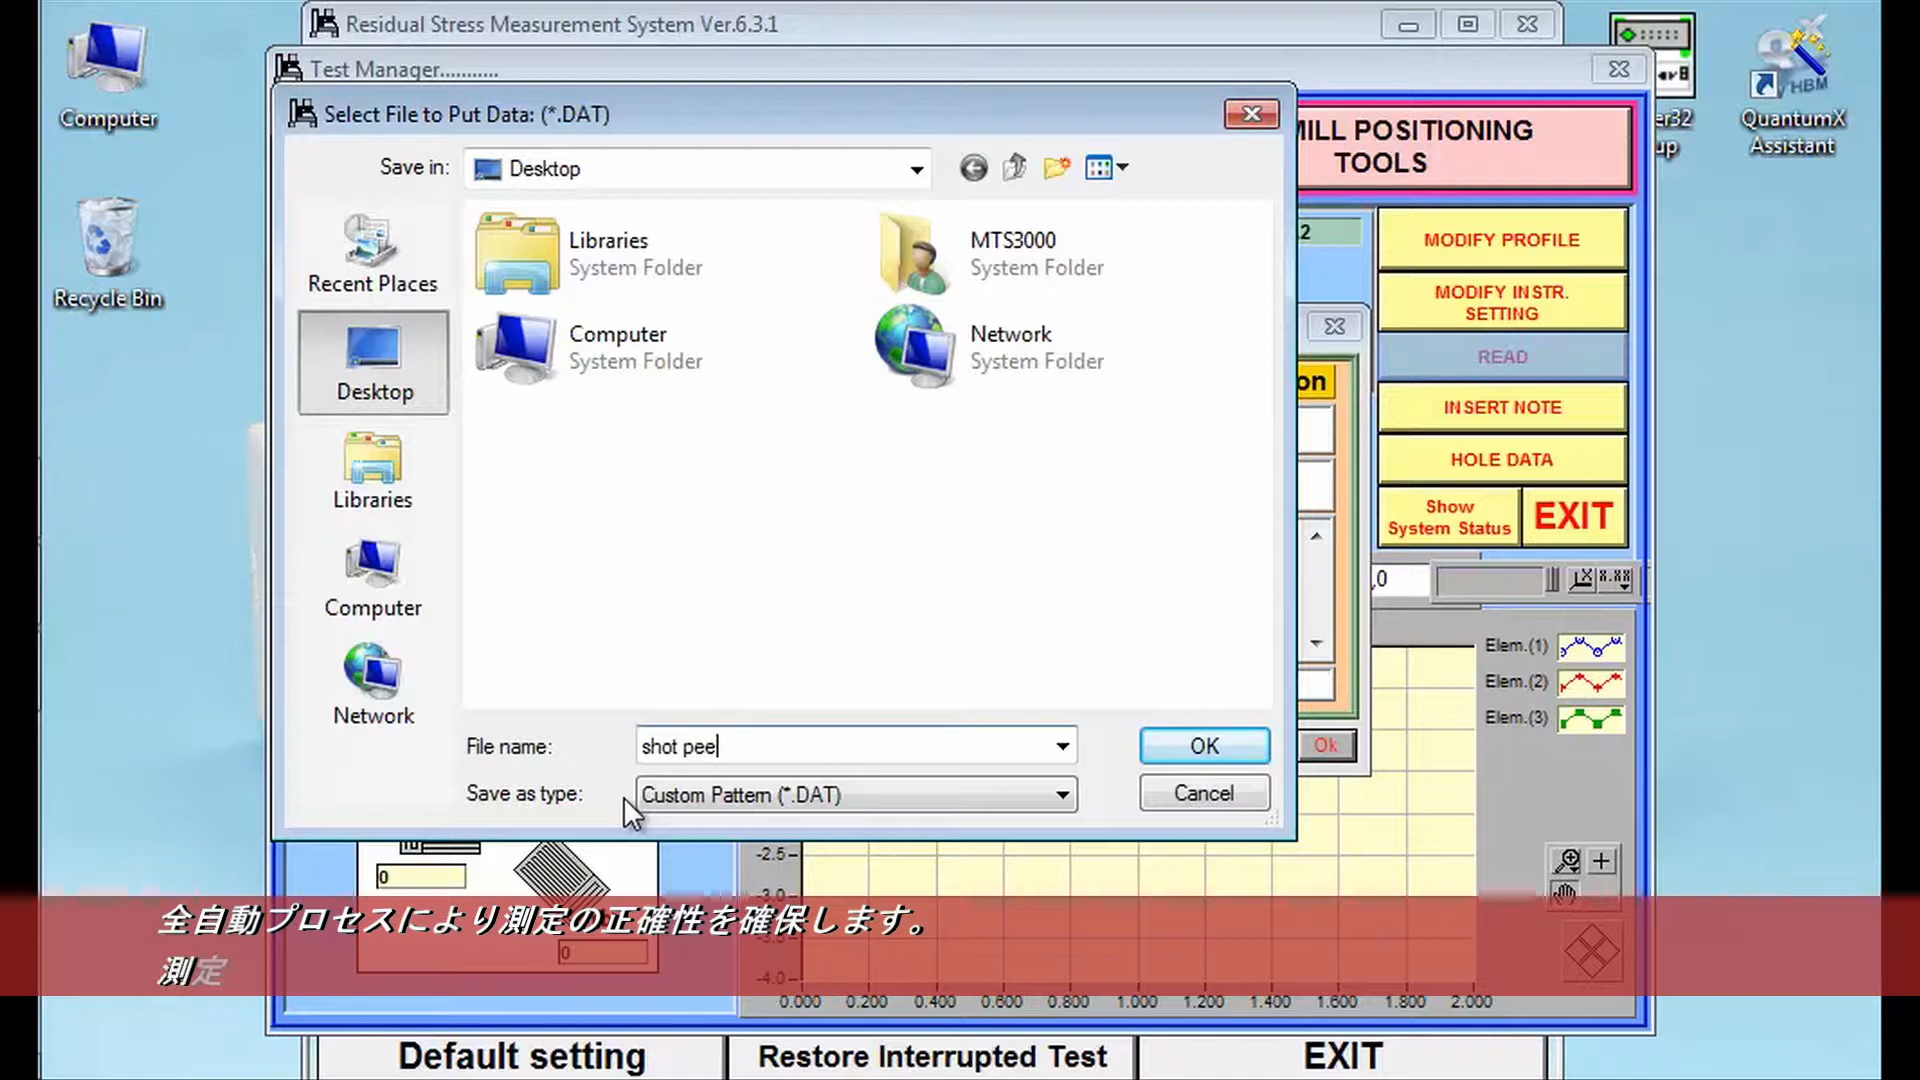 Residual Stress Measurement System Ver.6.3.1
Test Manager...........
Select File to Put Data: (*.DAT)
Save in:
Desktop
Computer
Recycle Bin
QuantumX
Assistant
HBM
MILL POSITIONING
TOOLS
Recent Places
Desktop
Libraries
Computer
Network
Libraries
System Folder
MTS3000
System Folder
Computer
System Folder
Network
System Folder
File name:
shot pee
OK
Save as type:
Custom Pattern (*.DAT)
Cancel
MODIFY PROFILE
MODIFY INSTR.
SETTING
READ
INSERT NOTE
HOLE DATA
Show
System Status
EXIT
Ok
Elem.(1)
Elem.(2)
Elem.(3)
0
0
-2.5
-3.0
-4.0
0.000 0.200 0.400 0.600 0.800 1.000 1.200 1.400 1.600 1.800 2.000
全自動プロセスにより測定の正確性を確保します。
測定
Default setting
Restore Interrupted Test
EXIT